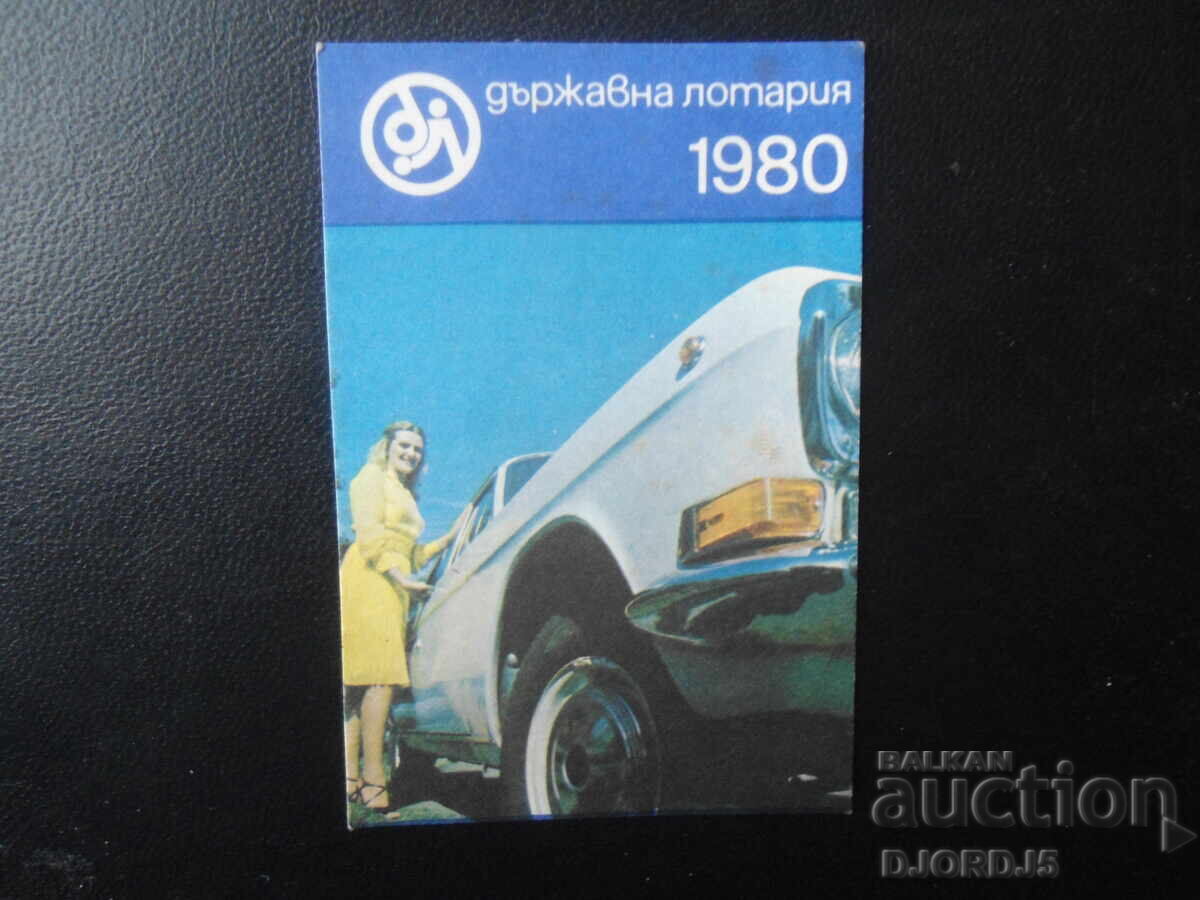 държавна лотария
1980
BALKAN
auction
DJORDJ5